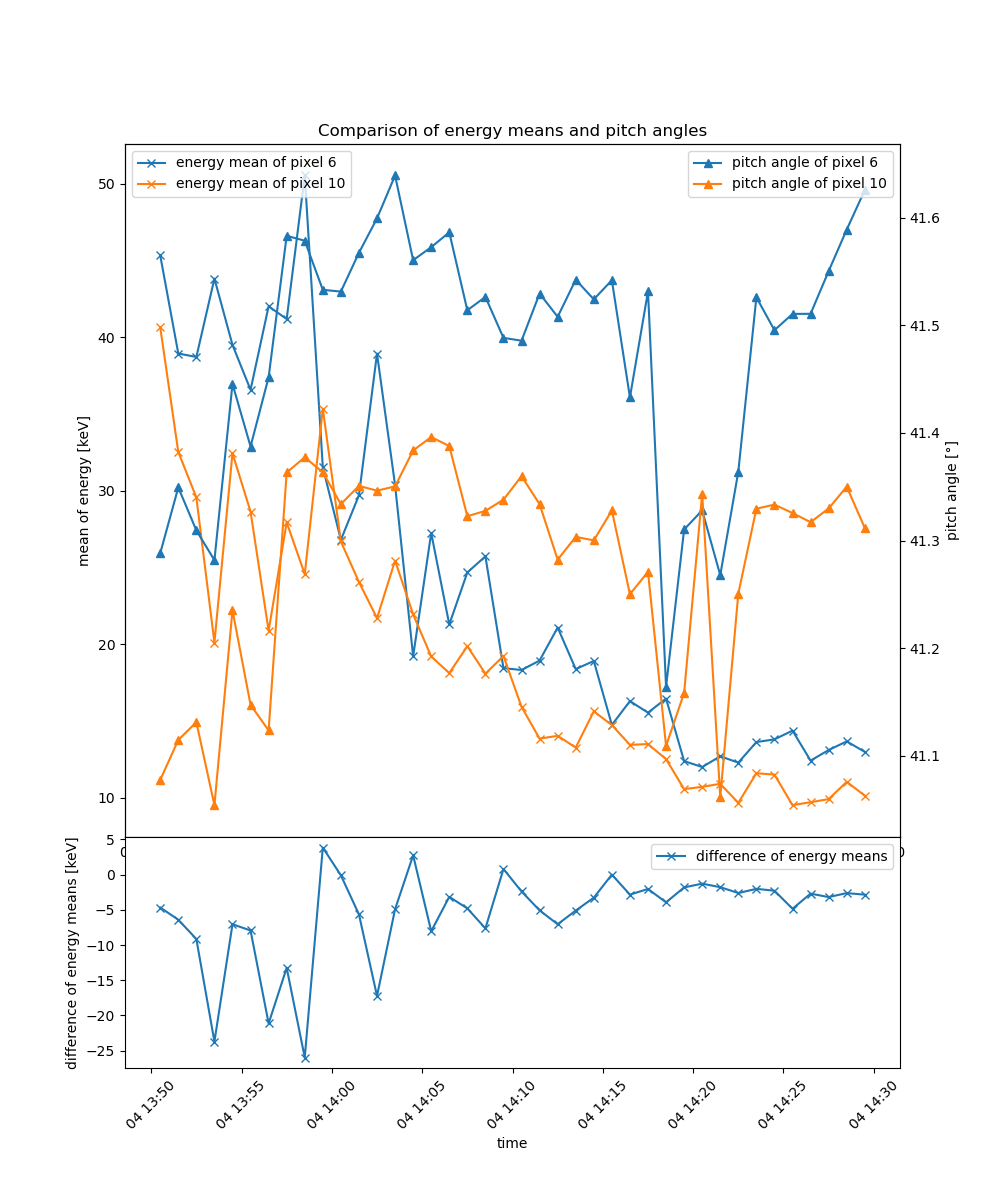 Comparison of energy means and pitch angles
energy mean of pixel 6
energy mean of pixel 10
pitch angle of pixel 6
pitch angle of pixel 10
50
40
30
20
10
mean of energy [keV]
41.6
41.5
41.4
41.3
41.2
41.1
pitch angle [°]
difference of energy means
5
0
−5
−10
−15
−20
−25
difference of energy means [keV]
04 13:50
04 13:55
04 14:00
04 14:05
04 14:10
04 14:15
04 14:20
04 14:25
04 14:30
time